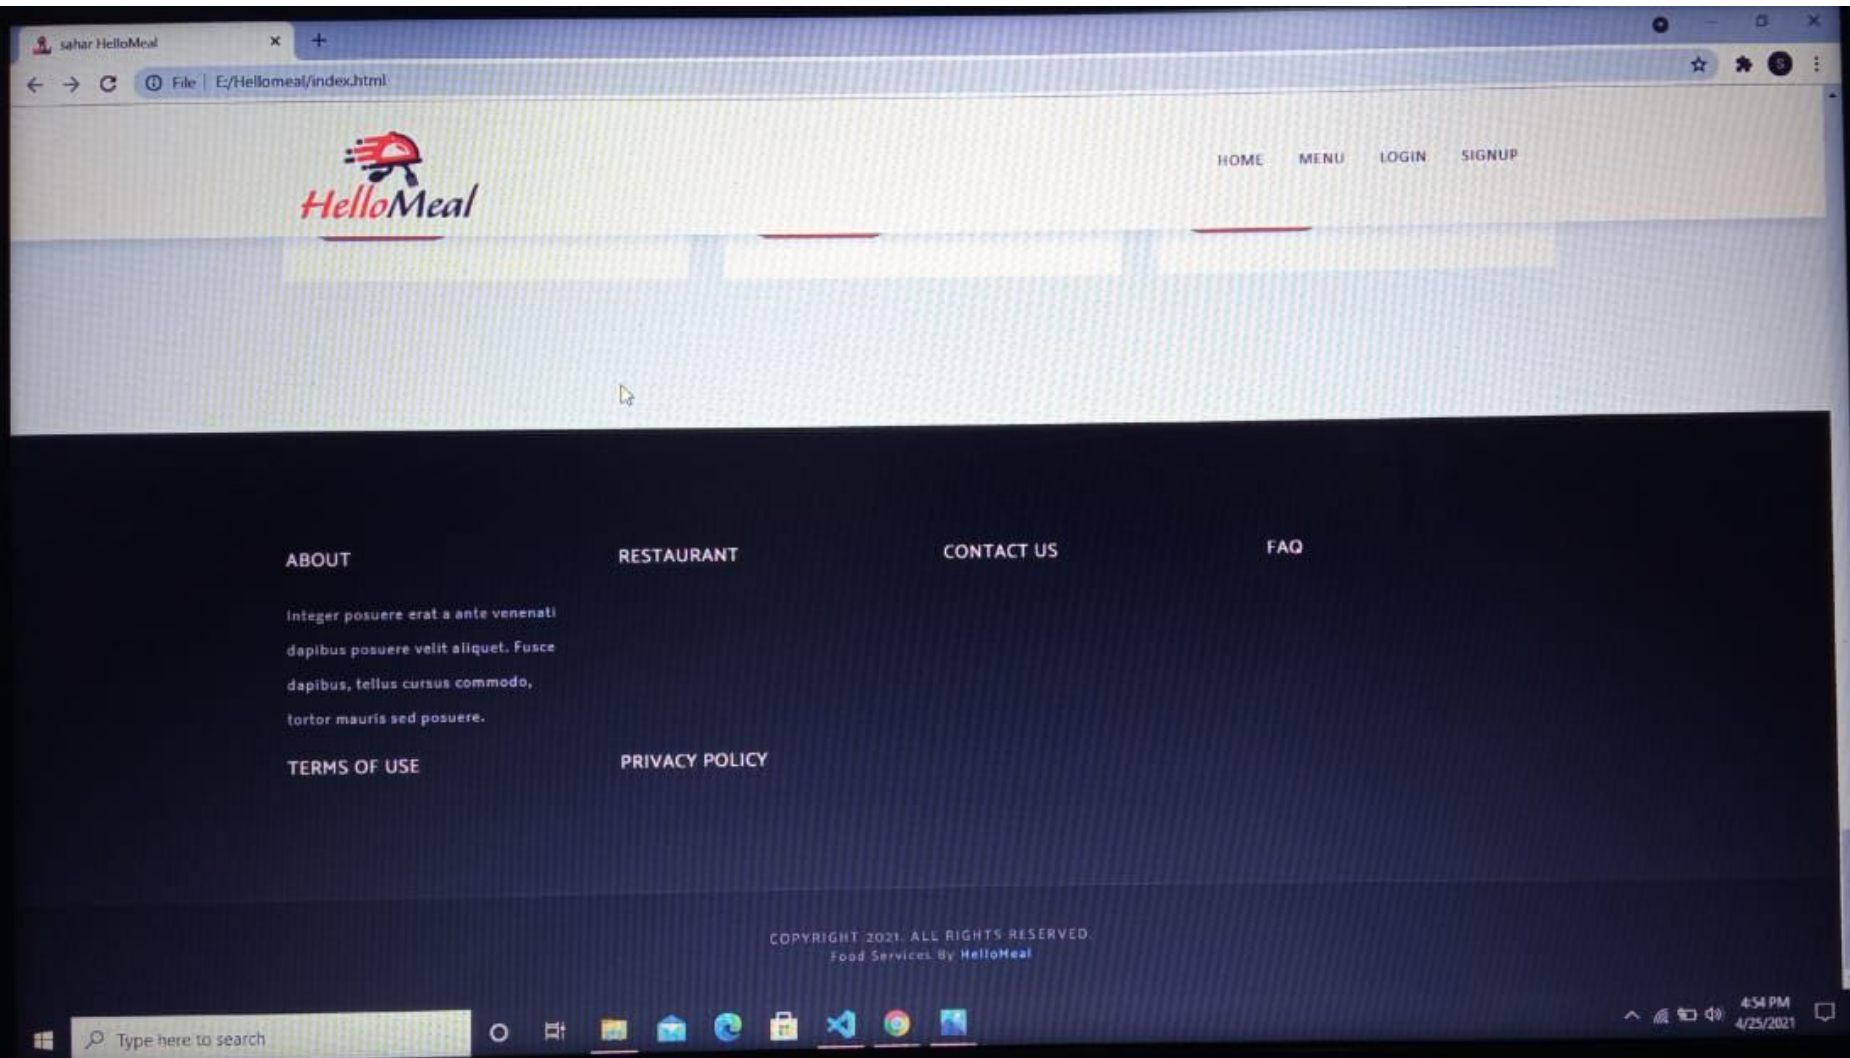 sahar HelloMeal
File | E:/Hellomeal/index.html
HelloMeal
HOME MENU LOGIN SIGNUP
ABOUT
RESTAURANT
CONTACT US
FAQ
Integer posuere erat a ante venenati
dapibus posuere velit aliquet. Fusce
dapibus, tellus cursus commodo,
tortor mauris sed posuere.
TERMS OF USE
PRIVACY POLICY
COPYRIGHT 2021. ALL RIGHTS RESERVED.
Food Services By HelloMeal
Type here to search
4:54 PM
4/25/2021